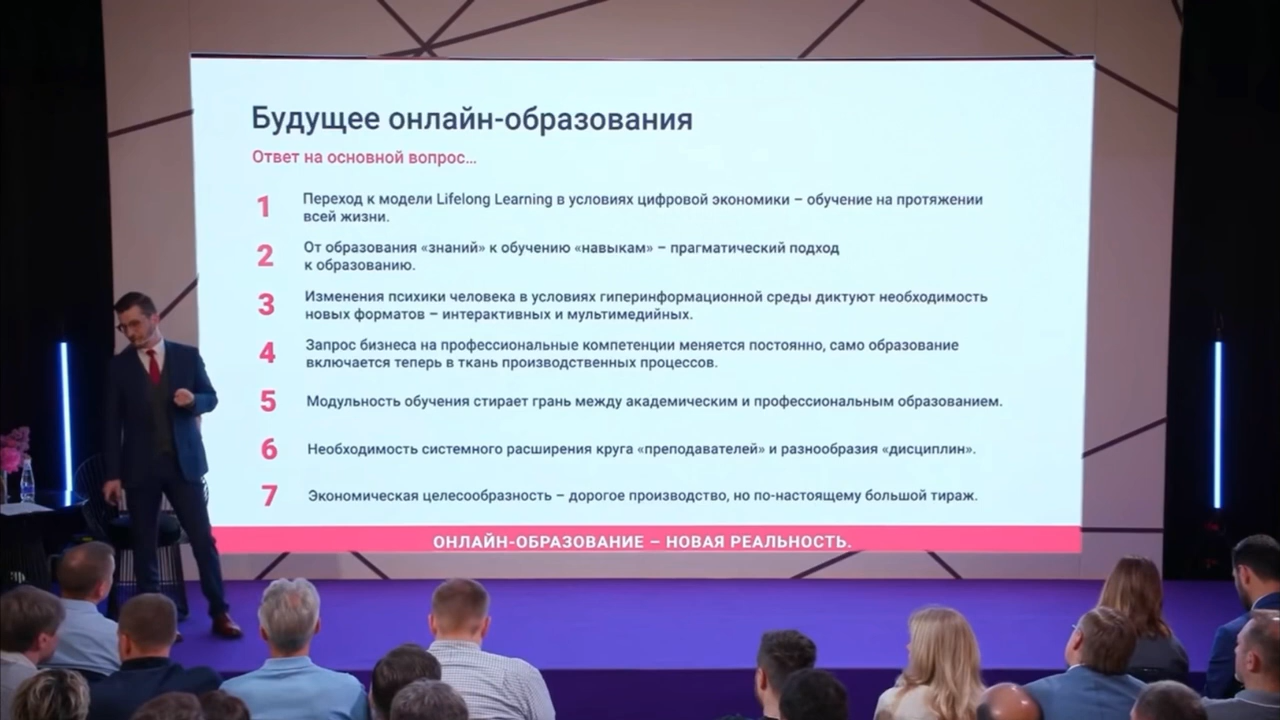 Будущее онлайн-образования
Ответ на основной вопрос...
1 Переход к модели Lifelong Learning в условиях цифровой экономики – обучение на протяжении
всей жизни.
2 От образования «знаний» к обучению «навыкам» – прагматический подход
к образованию.
3 Изменения психики человека в условиях гиперинформационной среды диктуют необходимость
новых форматов – интерактивных и мультимедийных.
4 Запрос бизнеса на профессиональные компетенции меняется постоянно, само образование
включается теперь в ткань производственных процессов.
5 Модульность обучения стирает грань между академическим и профессиональным образованием.
6 Необходимость системного расширения круга «преподавателей» и разнообразия «дисциплин».
7 Экономическая целесообразность – дорогое производство, но по-настоящему большой тираж.
ОНЛАЙН-ОБРАЗОВАНИЕ – НОВАЯ РЕАЛЬНОСТЬ.